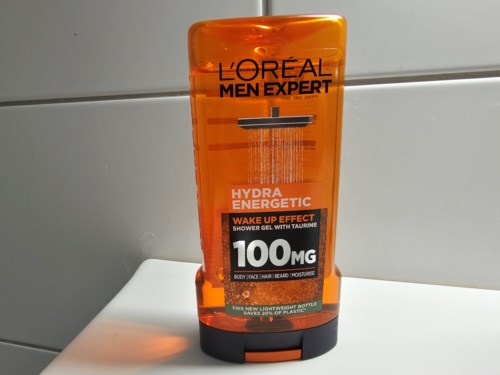 L'ORÉAL
MEN EXPERT
HYDRA
ENERGETIC
WAKE UP EFFECT
SHOWER GEL WITH TAURINE
100MG
BODY | FACE | HAIR | BEARD | MOISTURISE
THIS NEW LIGHTWEIGHT BOTTLE
SAVES 20% OF PLASTIC*